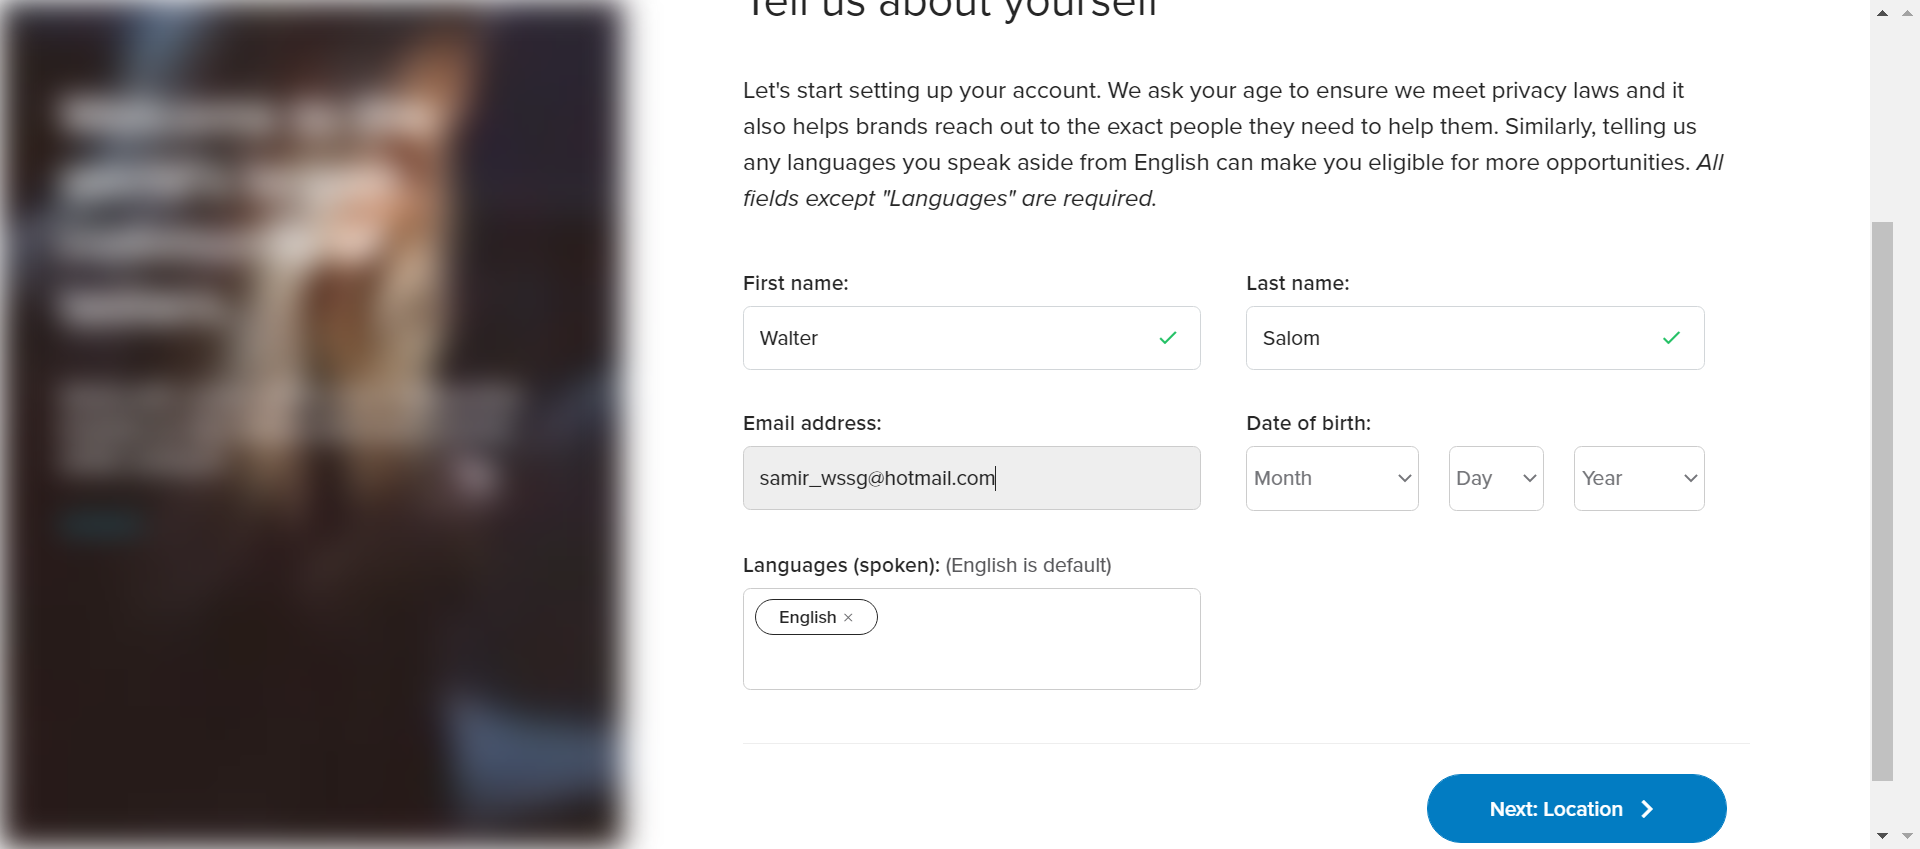 Tell us about yourself
Let's start setting up your account. We ask your age to ensure we meet privacy laws and it
also helps brands reach out to the exact people they need to help them. Similarly, telling us
any languages you speak aside from English can make you eligible for more opportunities. All
fields except "Languages" are required.
First name:
Last name:
Walter
Salom
Email address:
Date of birth:
samir_wssg@hotmail.com
Month
Day
Year
Languages (spoken): (English is default)
English ×
Next: Location